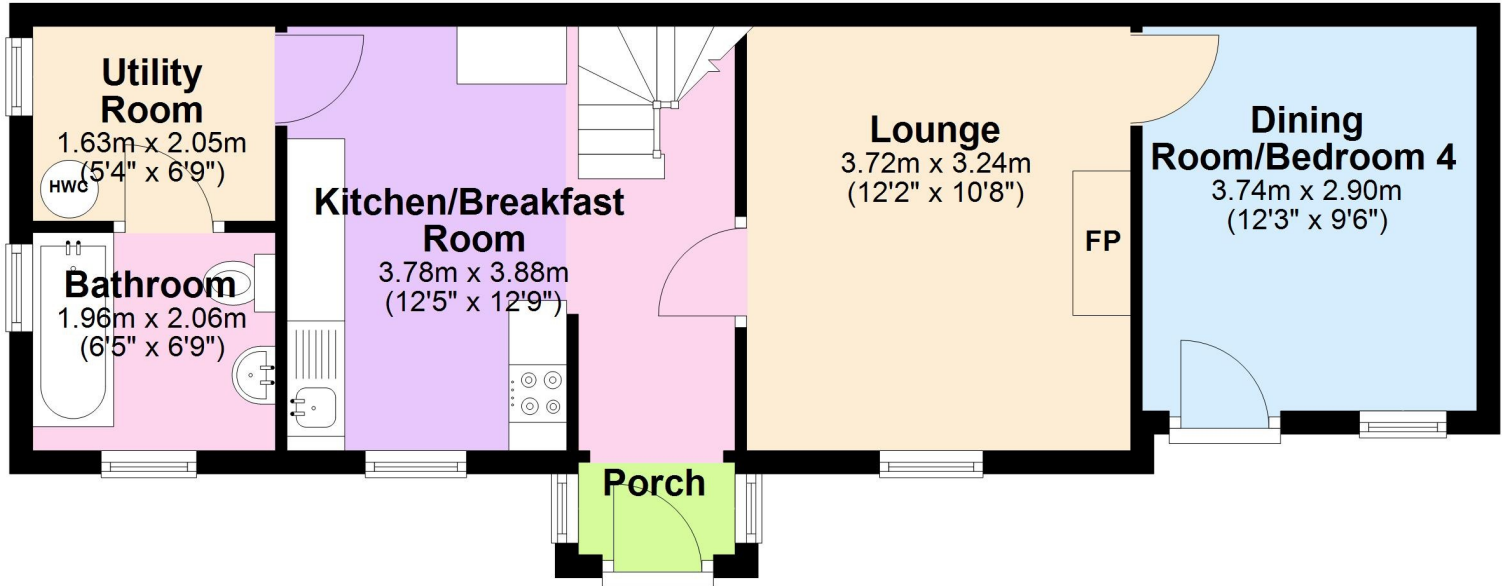 Utility
Room
1.63m x 2.05m
(5'4" x 6'9")
HWC
Bathroom
1.96m x 2.06m
(6'5" x 6'9")
Kitchen/Breakfast
Room
3.78m x 3.88m
(12'5" x 12'9")
Porch
Lounge
3.72m x 3.24m
(12'2" x 10'8")
FP
Dining
Room/Bedroom 4
3.74m x 2.90m
(12'3" x 9'6")